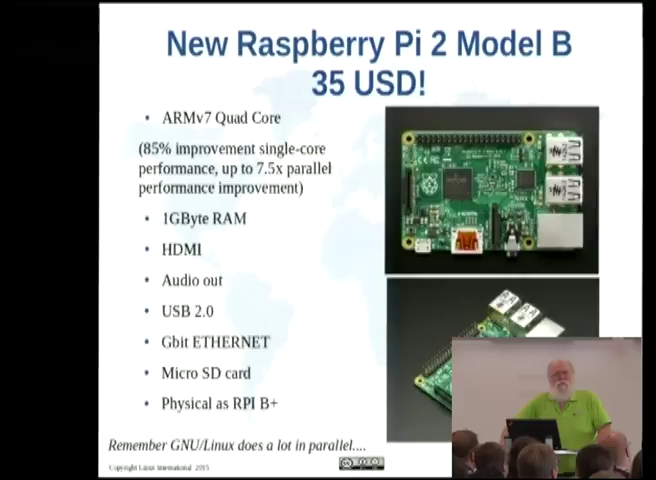 New Raspberry Pi 2 Model B
35 USD!
• ARMv7 Quad Core
(85% improvement single-core
performance, up to 7.5x parallel
performance improvement)
• 1GByte RAM
• HDMI
• Audio out
• USB 2.0
• Gbit ETHERNET
• Micro SD card
• Physical as RPI B+
Remember GNU/Linux does a lot in parallel....
Copyright Linux International 2015